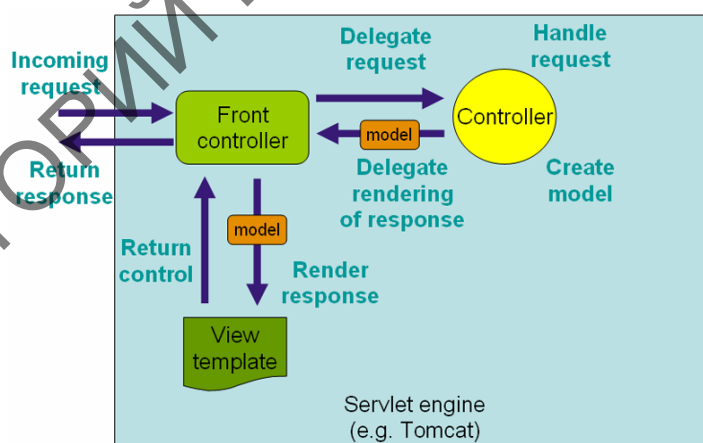 Incoming
request
Return
response
Front
controller
Delegate
request
Handle
request
Controller
model
Delegate
rendering
of response
Create
model
model
Return
control
Render
response
View
template
Servlet engine
(e.g. Tomcat)